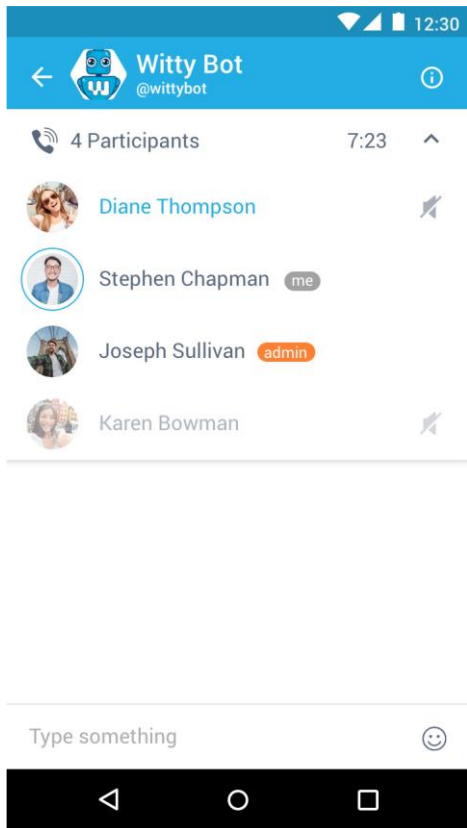 12:30
Witty Bot
@wittybot
W
4 Participants 7:23
Diane Thompson
Stephen Chapman me
Joseph Sullivan admin
Karen Bowman
Type something